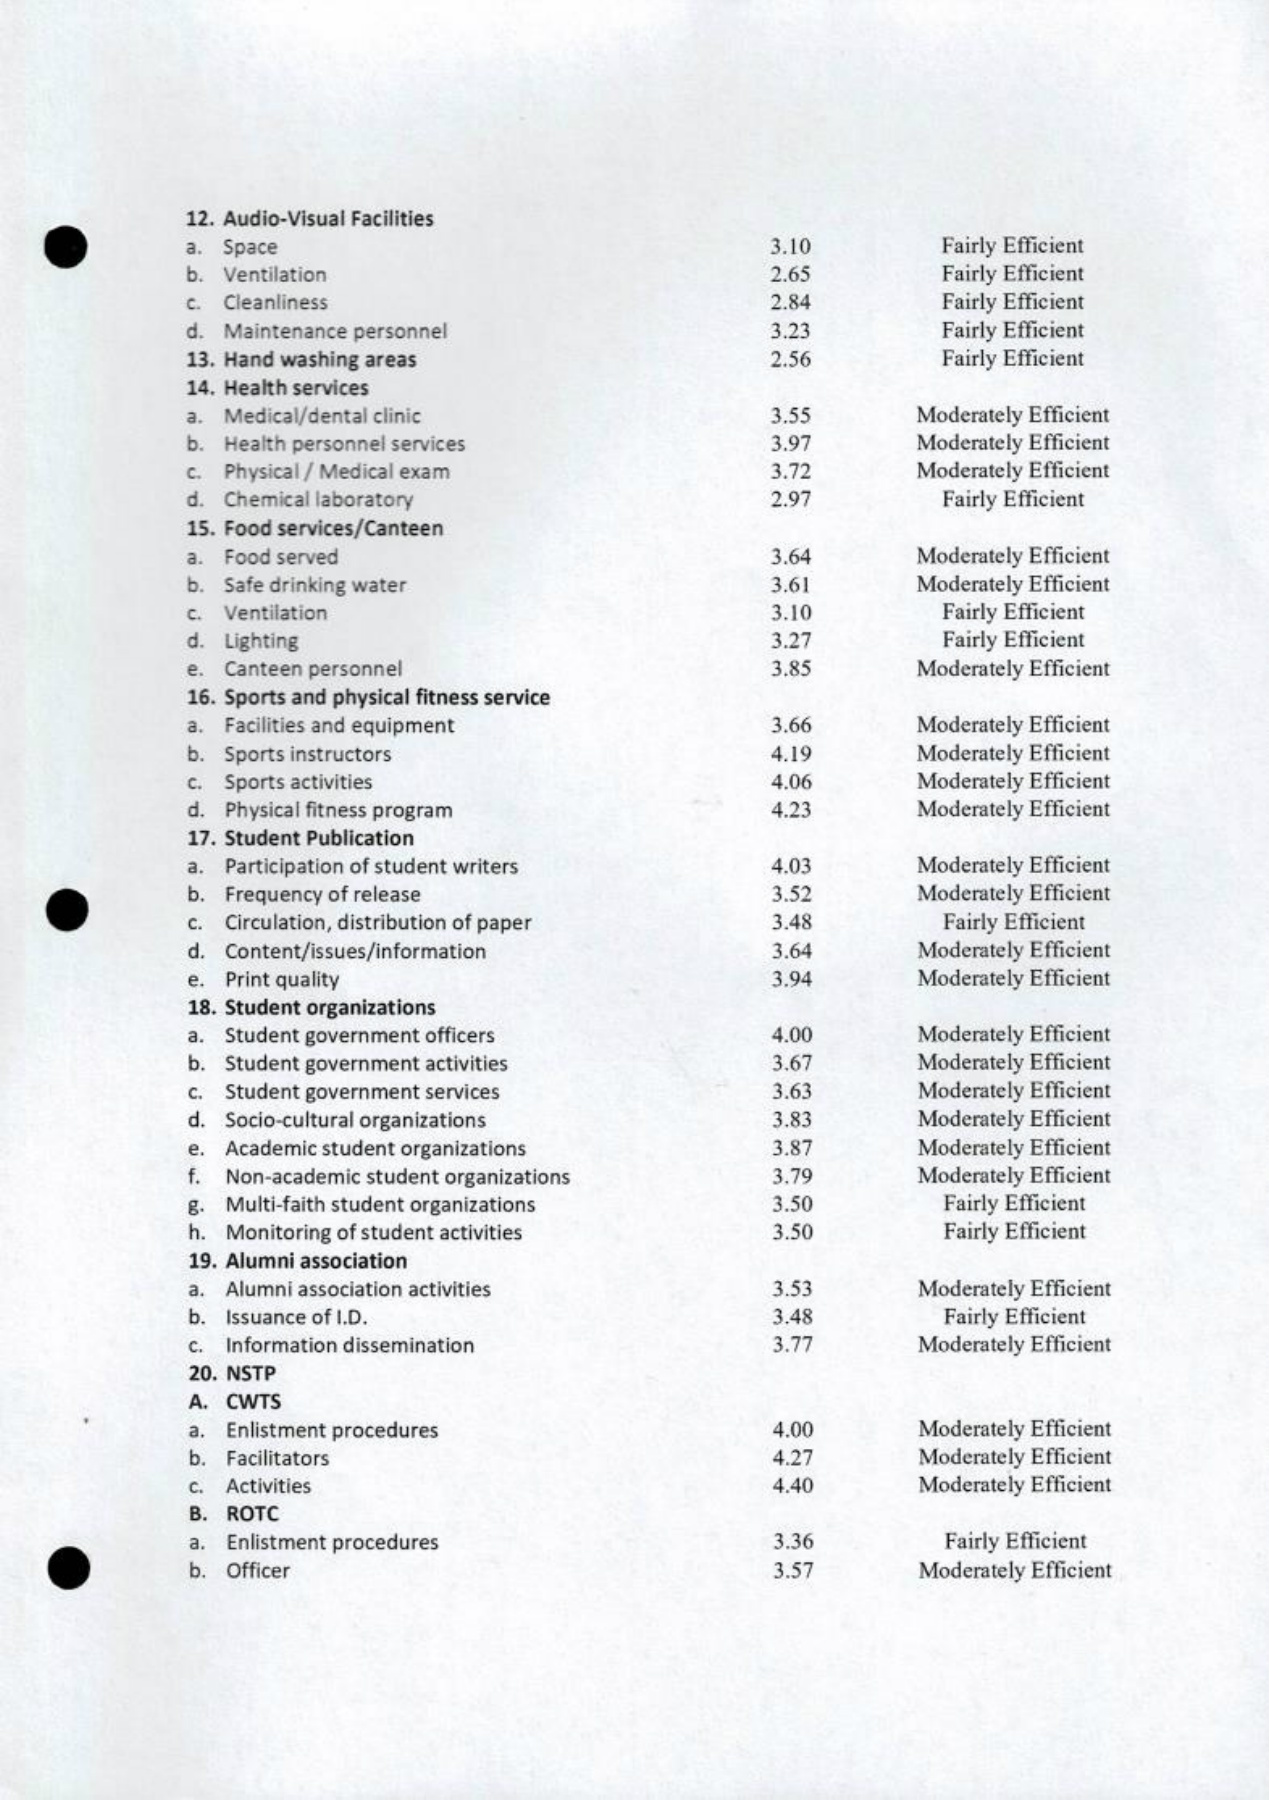 12. Audio-Visual Facilities
a. Space 3.10 Fairly Efficient
b. Ventilation 2.65 Fairly Efficient
c. Cleanliness 2.84 Fairly Efficient
d. Maintenance personnel 3.23 Fairly Efficient
13. Hand washing areas 2.56 Fairly Efficient
14. Health services
a. Medical/dental clinic 3.55 Moderately Efficient
b. Health personnel services 3.97 Moderately Efficient
c. Physical / Medical exam 3.72 Moderately Efficient
d. Chemical laboratory 2.97 Fairly Efficient
15. Food services/Canteen
a. Food served 3.64 Moderately Efficient
b. Safe drinking water 3.61 Moderately Efficient
c. Ventilation 3.10 Fairly Efficient
d. Lighting 3.27 Fairly Efficient
e. Canteen personnel 3.85 Moderately Efficient
16. Sports and physical fitness service
a. Facilities and equipment 3.66 Moderately Efficient
b. Sports instructors 4.19 Moderately Efficient
c. Sports activities 4.06 Moderately Efficient
d. Physical fitness program 4.23 Moderately Efficient
17. Student Publication
a. Participation of student writers 4.03 Moderately Efficient
b. Frequency of release 3.52 Moderately Efficient
c. Circulation, distribution of paper 3.48 Fairly Efficient
d. Content/issues/information 3.64 Moderately Efficient
e. Print quality 3.94 Moderately Efficient
18. Student organizations
a. Student government officers 4.00 Moderately Efficient
b. Student government activities 3.67 Moderately Efficient
c. Student government services 3.63 Moderately Efficient
d. Socio-cultural organizations 3.83 Moderately Efficient
e. Academic student organizations 3.87 Moderately Efficient
f. Non-academic student organizations 3.79 Moderately Efficient
g. Multi-faith student organizations 3.50 Fairly Efficient
h. Monitoring of student activities 3.50 Fairly Efficient
19. Alumni association
a. Alumni association activities 3.53 Moderately Efficient
b. Issuance of I.D. 3.48 Fairly Efficient
c. Information dissemination 3.77 Moderately Efficient
20. NSTP
A. CWTS
a. Enlistment procedures 4.00 Moderately Efficient
b. Facilitators 4.27 Moderately Efficient
c. Activities 4.40 Moderately Efficient
B. ROTC
a. Enlistment procedures 3.36 Fairly Efficient
b. Officer 3.57 Moderately Efficient